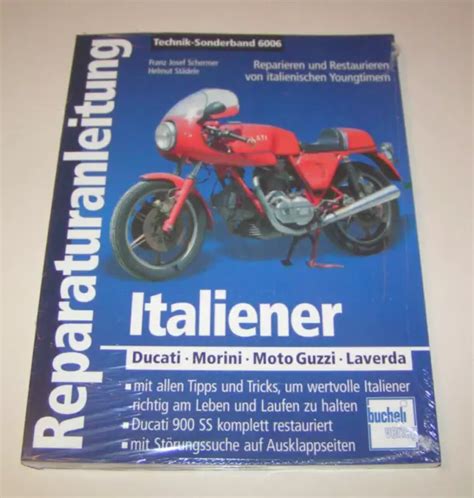 Reparaturanleitung
Technik-Sonderband 6006
Franz Josef Schermer
Helmut Städele
Reparieren und Restaurieren
von italienischen Youngtimern
Italiener
Ducati · Morini · Moto Guzzi · Laverda
▪ mit allen Tipps und Tricks, um wertvolle Italiener
richtig am Leben und Laufen zu halten
▪ Ducati 900 SS komplett restauriert
▪ mit Störungssuche auf Ausklappseiten
bucheli